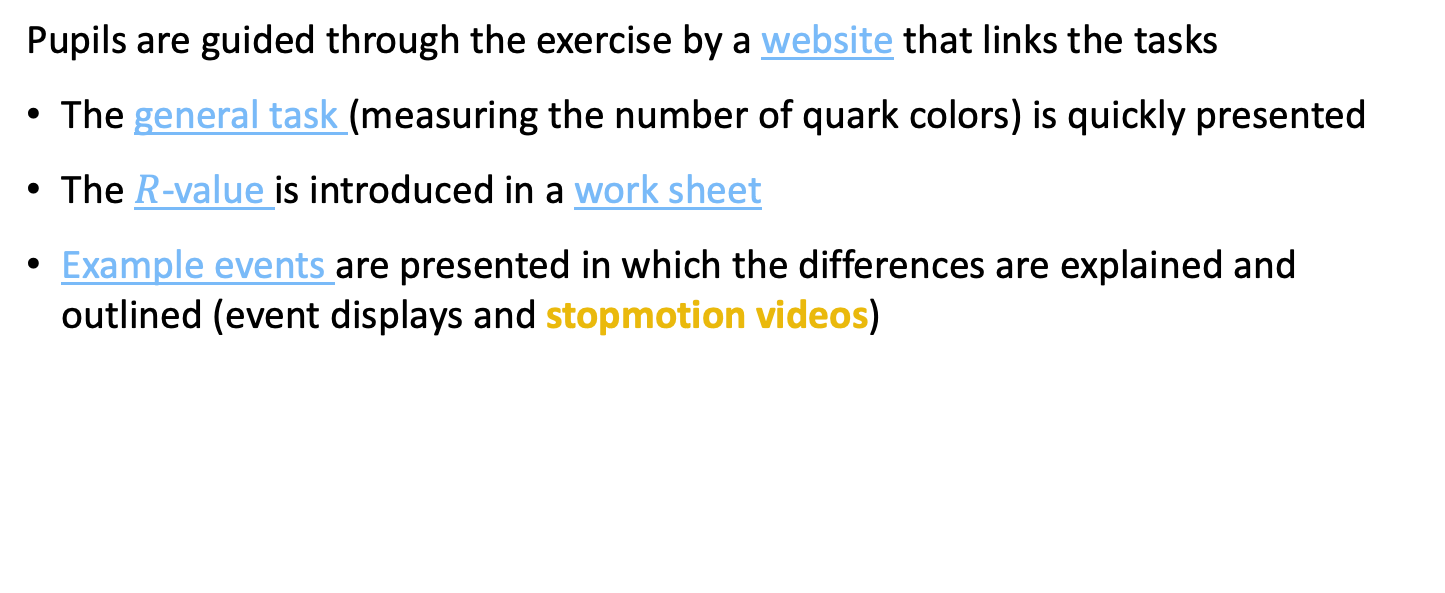 Pupils are guided through the exercise by a website that links the tasks
• The general task (measuring the number of quark colors) is quickly presented
• The R-value is introduced in a work sheet
• Example events are presented in which the differences are explained and
outlined (event displays and stopmotion videos)